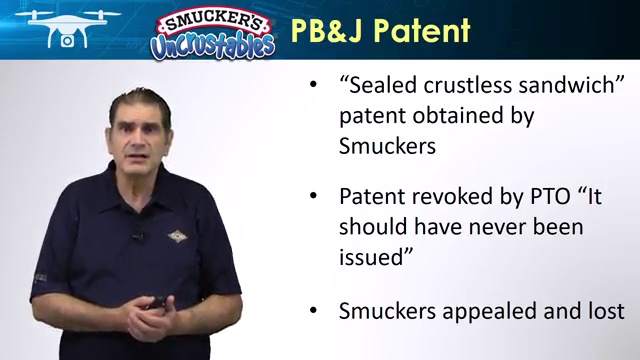 SMUCKER'S
Uncrustables
PB&J Patent
• “Sealed crustless sandwich”
patent obtained by
Smuckers
• Patent revoked by PTO “It
should have never been
issued”
• Smuckers appealed and lost